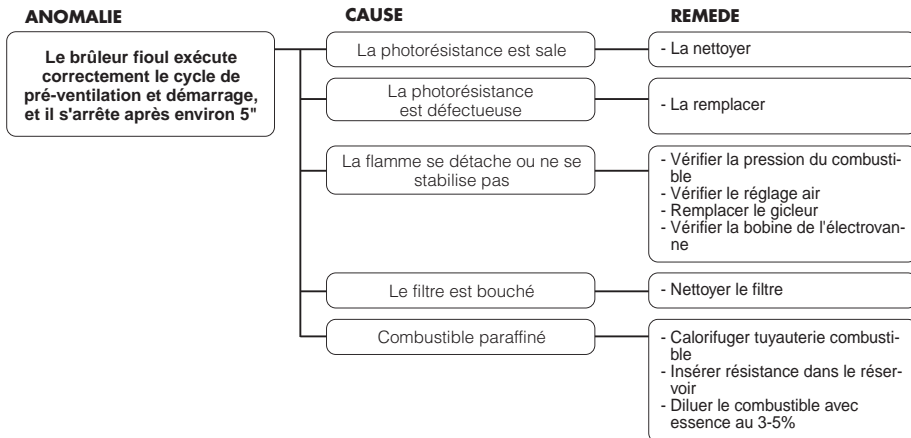 ANOMALIE
CAUSE
REMEDE
Le brûleur fioul exécute
correctement le cycle de
pré-ventilation et démarrage,
et il s'arrête après environ 5"
La photorésistance est sale
- La nettoyer
La photorésistance
est défectueuse
- La remplacer
La flamme se détache ou ne se
stabilise pas
- Vérifier la pression du combusti-
ble
- Vérifier le réglage air
- Remplacer le gicleur
- Vérifier la bobine de l'électrovan-
ne
Le filtre est bouché
- Nettoyer le filtre
Combustible paraffiné
- Calorifuger tuyauterie combusti-
ble
- Insérer résistance dans le réser-
voir
- Diluer le combustible avec
essence au 3-5%